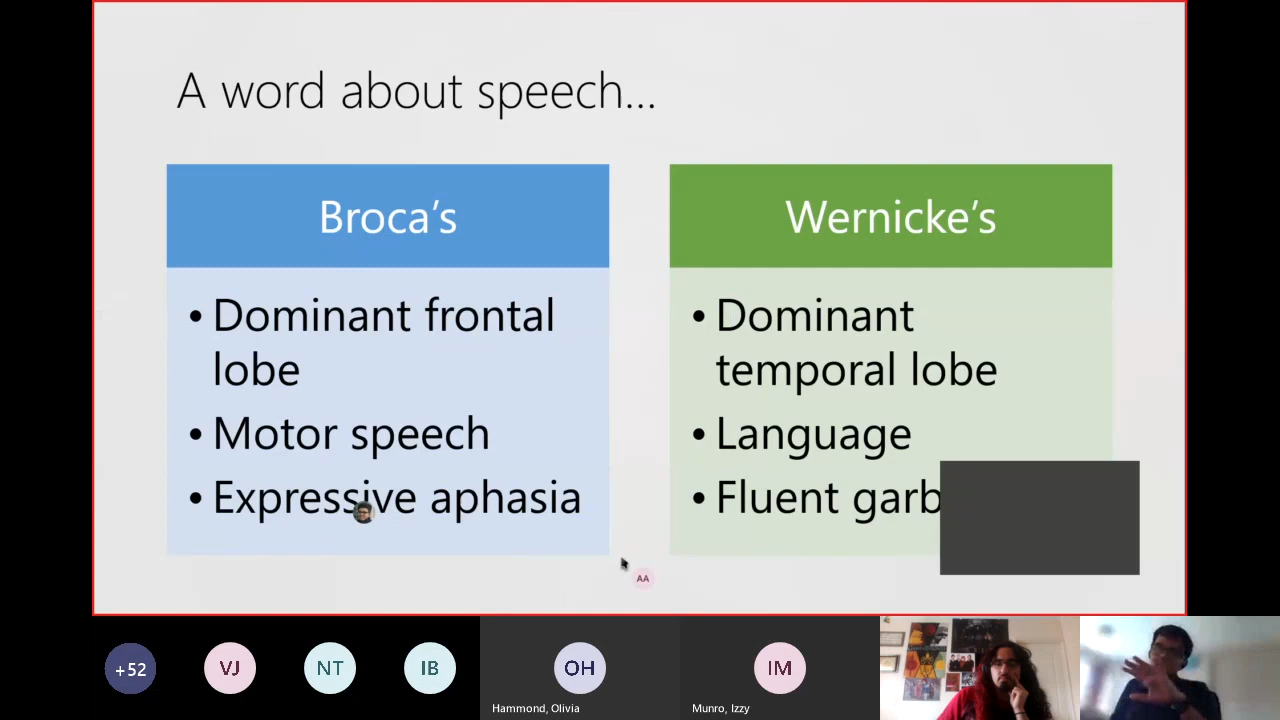 A word about speech...
Broca's
• Dominant frontal
lobe
• Motor speech
• Expressive aphasia
Wernicke's
• Dominant
temporal lobe
• Language
• Fluent
AA
+52
VJ
NT
IB
OH
IM
Hammond, Olivia
Munro, Izzy